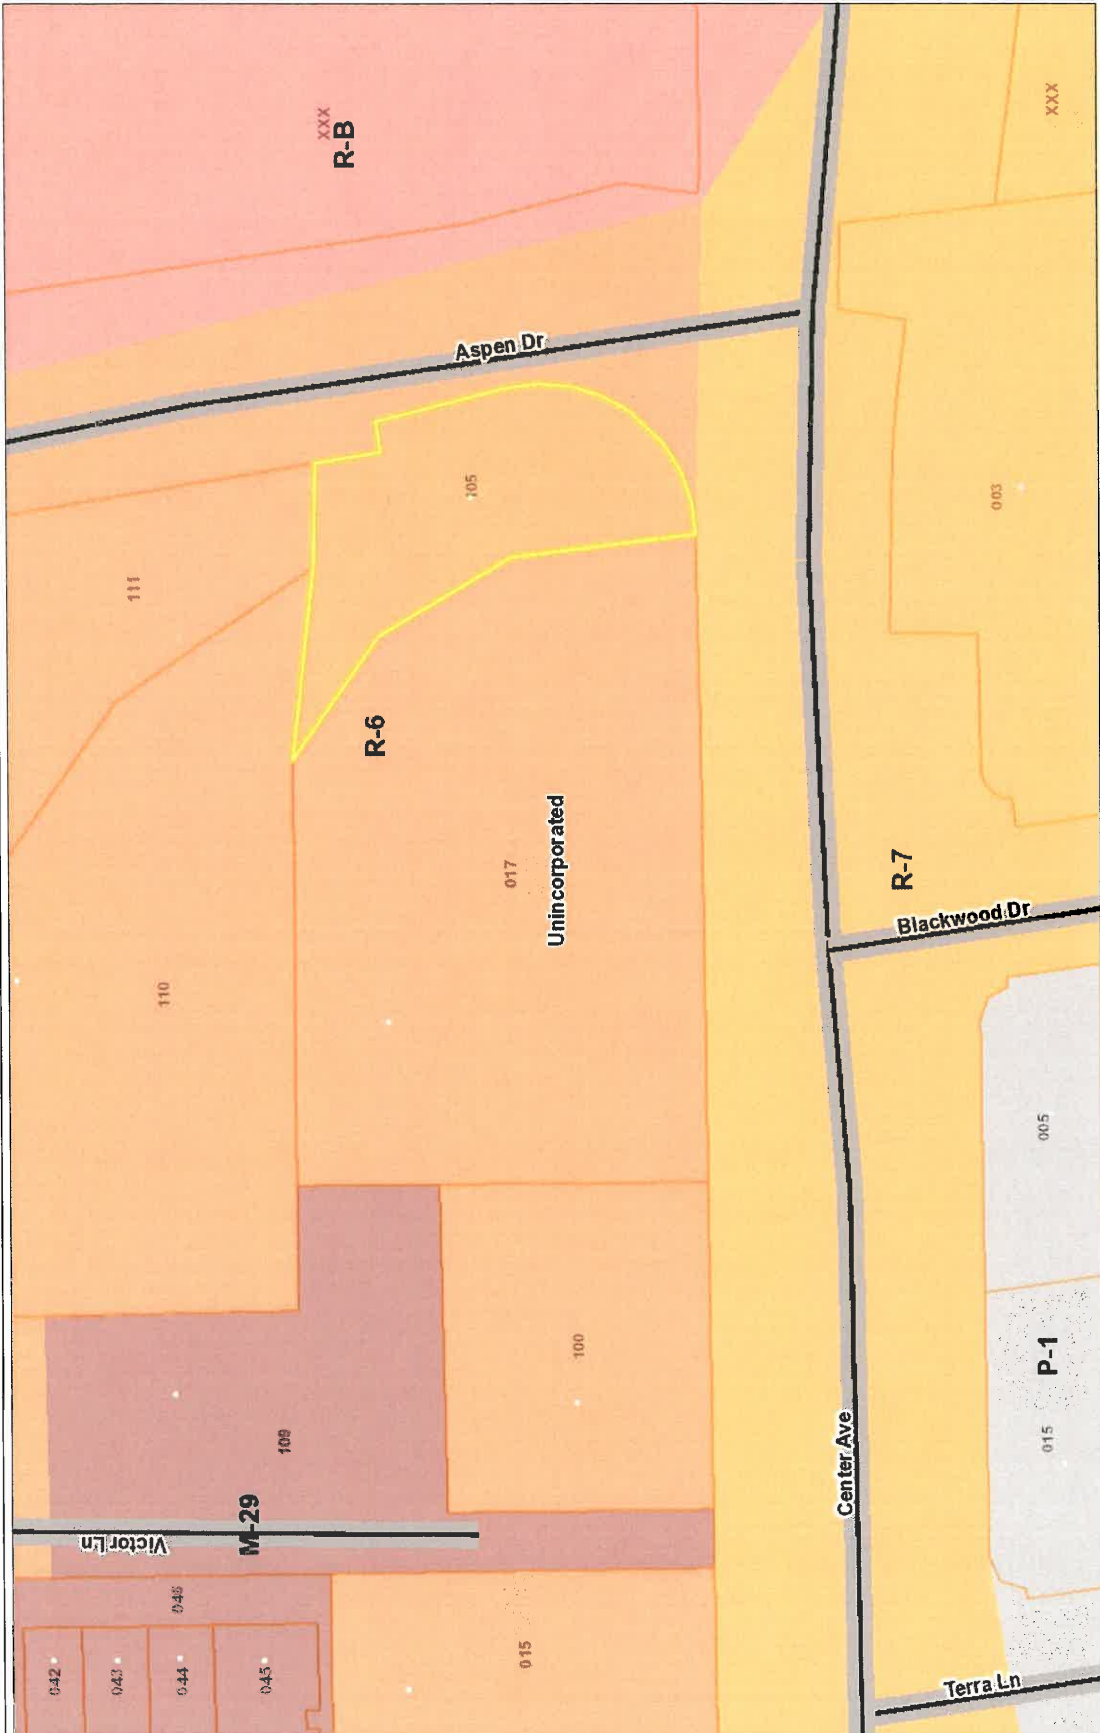 XXX
R-B
XXX
Aspen Dr
105
003
111
R-6
017
Unincorporated
R-7
Blackwood Dr
110
005
100
P-1
109
015
Center Ave
M-29
Victor Ln
046
042
043
044
045
015
Terra Ln